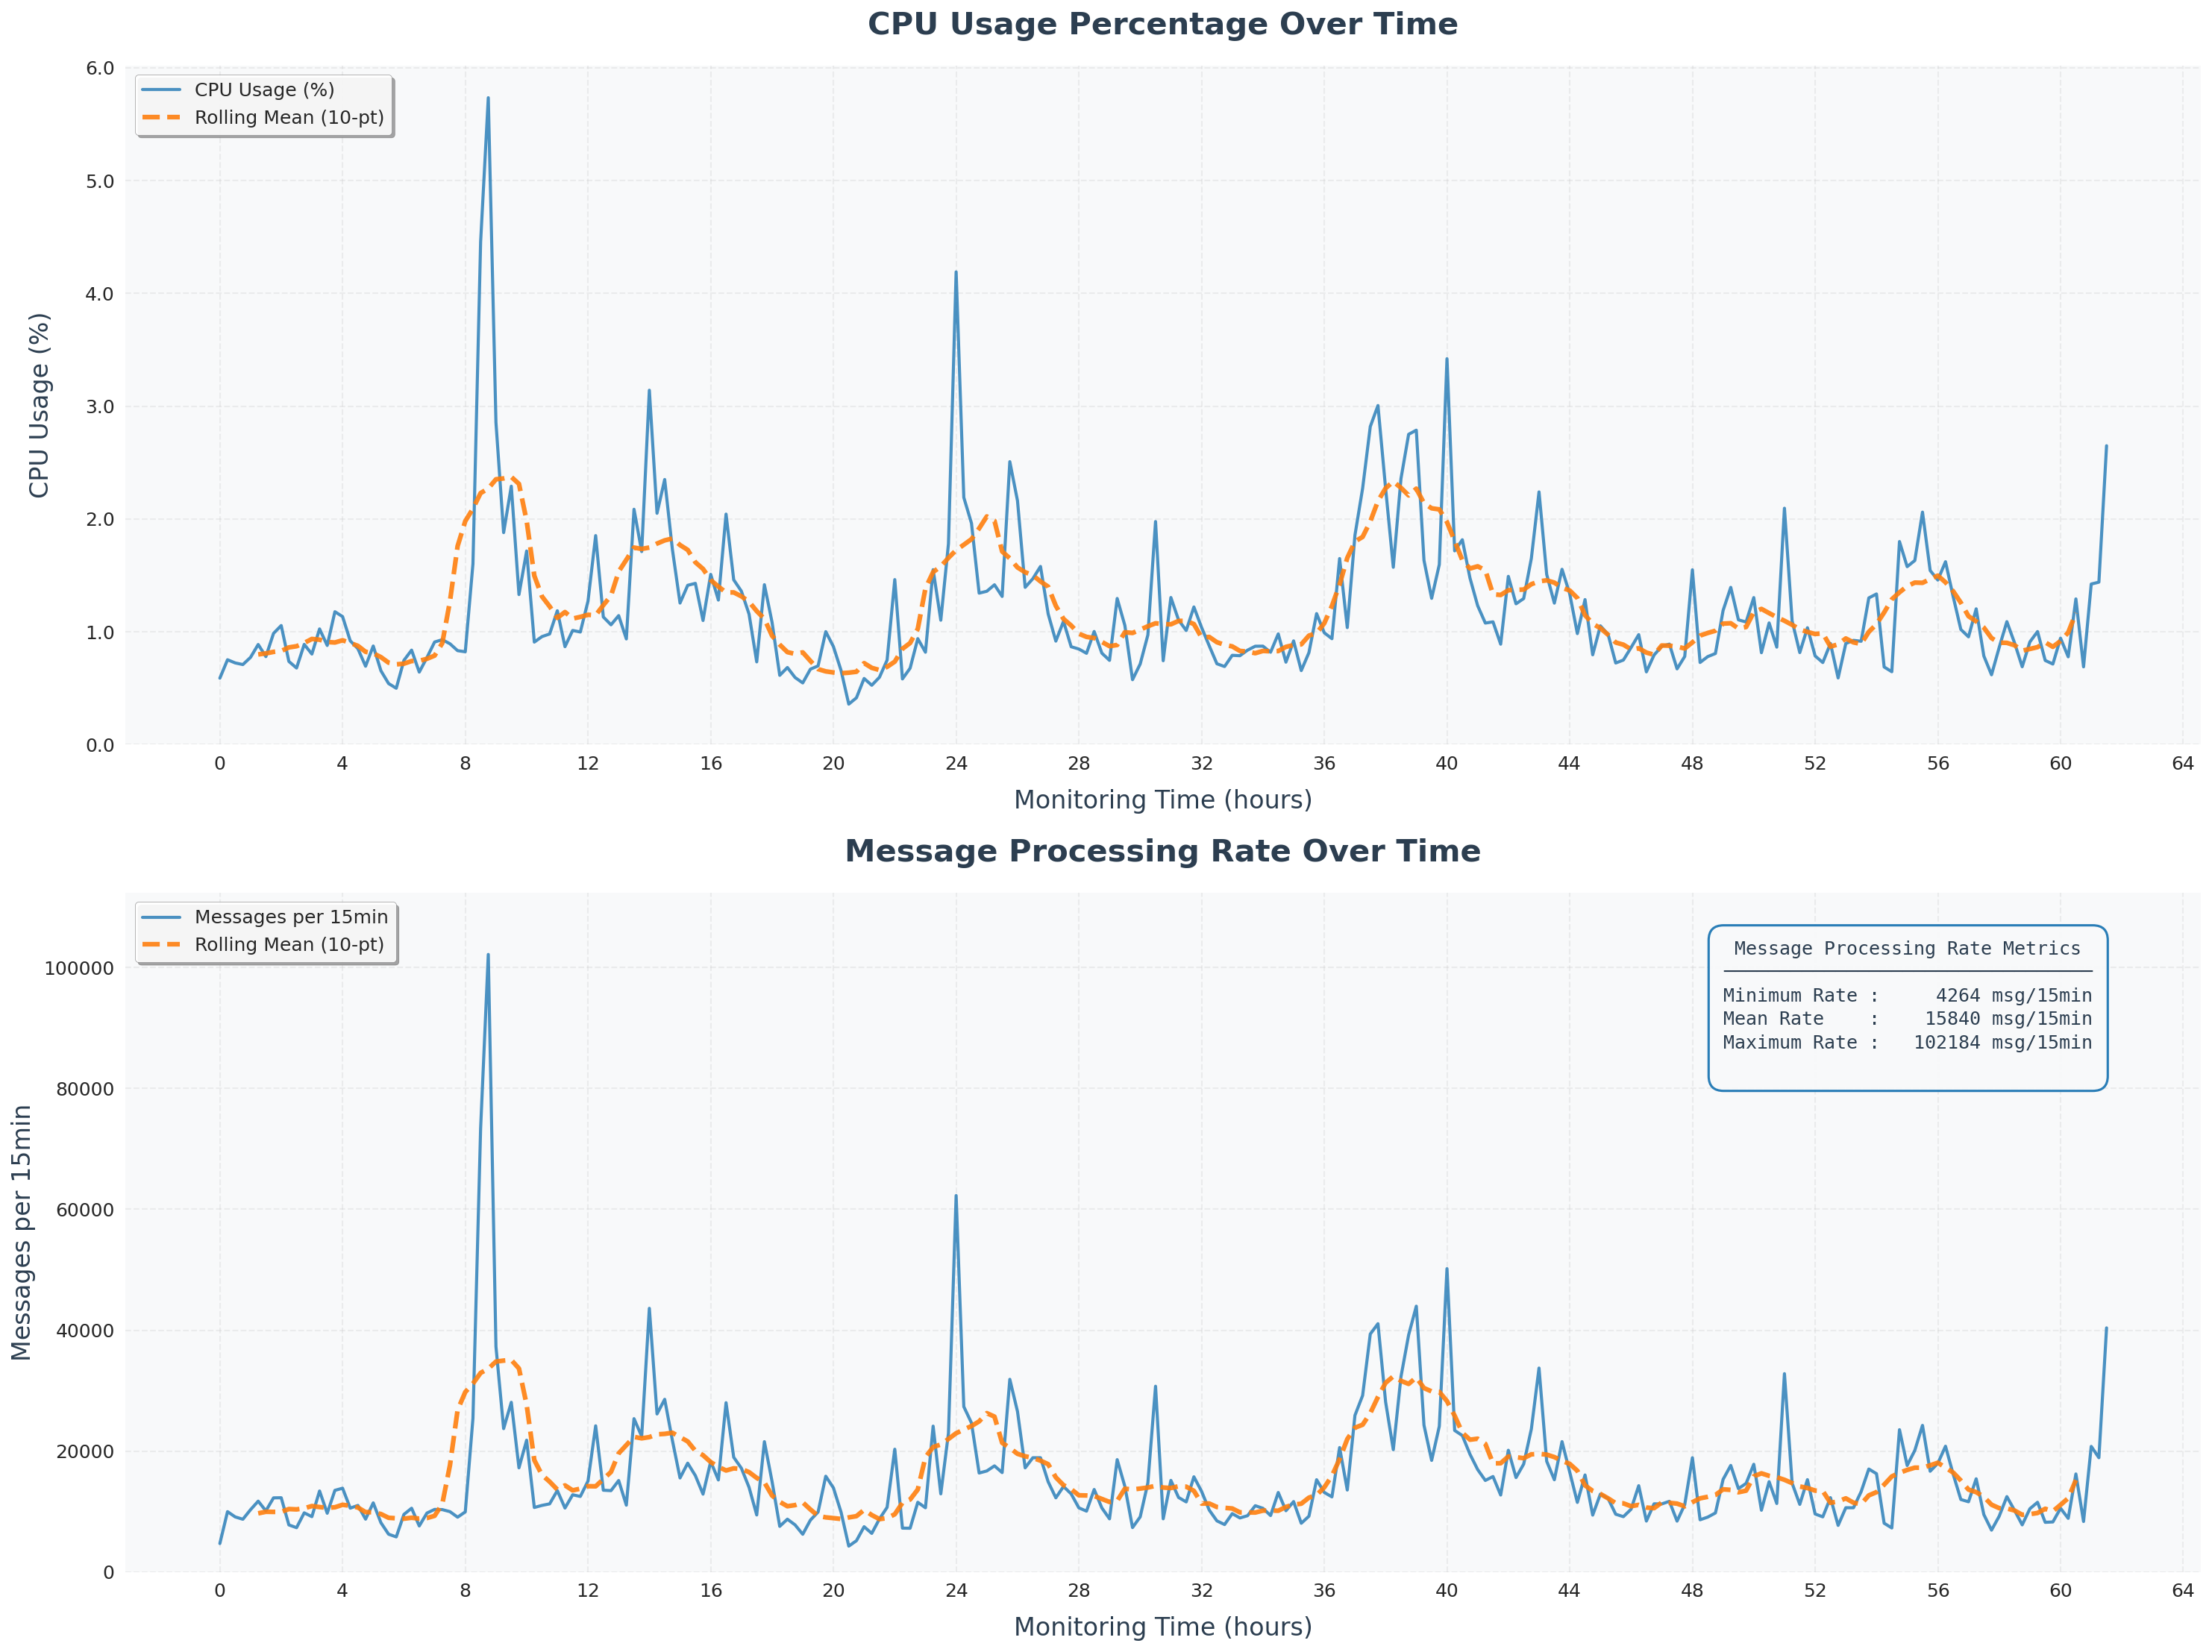 CPU Usage Percentage Over Time
CPU Usage (%)
Rolling Mean (10-pt)
CPU Usage (%)
6.0
5.0
4.0
3.0
2.0
1.0
0.0
0 4 8 12 16 20 24 28 32 36 40 44 48 52 56 60 64
Monitoring Time (hours)
Message Processing Rate Over Time
Messages per 15min
Rolling Mean (10-pt)
Message Processing Rate Metrics
Minimum Rate : 4264 msg/15min
Mean Rate : 15840 msg/15min
Maximum Rate : 102184 msg/15min
Messages per 15min
100000
80000
60000
40000
20000
0
0 4 8 12 16 20 24 28 32 36 40 44 48 52 56 60 64
Monitoring Time (hours)